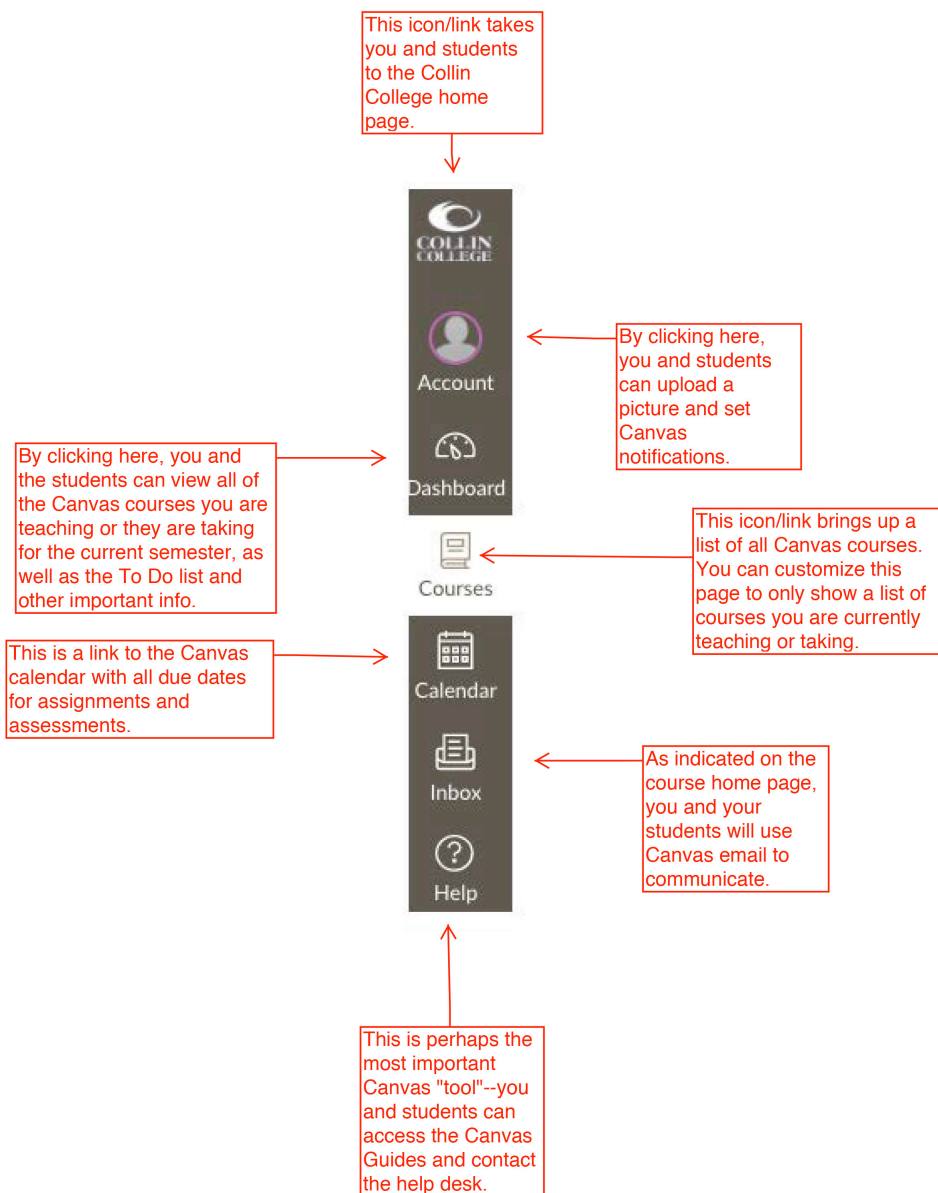 This icon/link takes
you and students
to the Collin
College home
page.
COLLIN
COLLEGE
Account
By clicking here,
you and students
can upload a
picture and set
Canvas
notifications.
Dashboard
By clicking here, you and
the students can view all of
the Canvas courses you are
teaching or they are taking
for the current semester, as
well as the To Do list and
other important info.
Courses
This icon/link brings up a
list of all Canvas courses.
You can customize this
page to only show a list of
courses you are currently
teaching or taking.
This is a link to the Canvas
calendar with all due dates
for assignments and
assessments.
Calendar
Inbox
As indicated on the
course home page,
you and your
students will use
Canvas email to
communicate.
?
Help
This is perhaps the
most important
Canvas "tool"--you
and students can
access the Canvas
Guides and contact
the help desk.